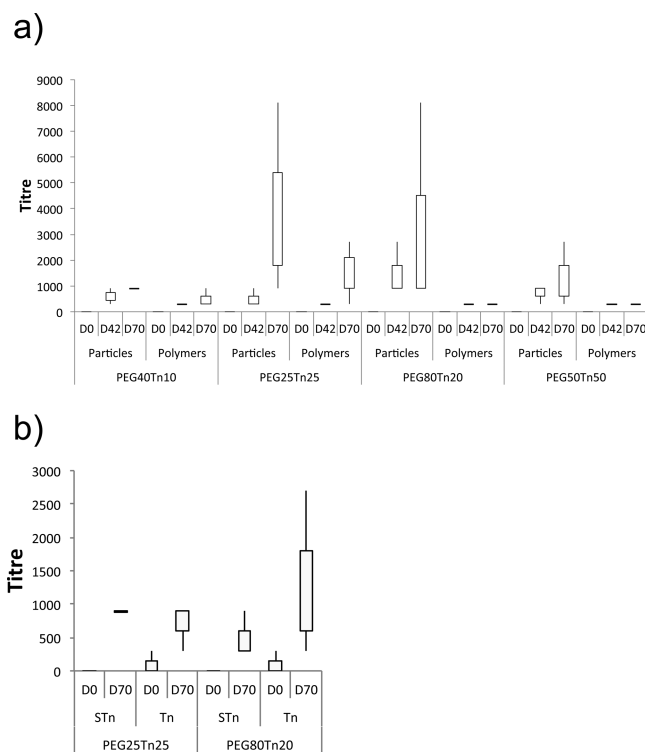 a)
9000
8000
7000
6000
5000
4000
3000
2000
1000
0
Titre
D0 D42 D70 D0 D42 D70 D0 D42 D70 D0 D42 D70 D0 D42 D70 D0 D42 D70 D0 D42 D70 D0 D42 D70
Particles Polymers Particles Polymers Particles Polymers Particles Polymers
PEG40Tn10 PEG25Tn25 PEG80Tn20 PEG50Tn50
b)
3000
2500
2000
1500
1000
500
0
Titre
D0 D70 D0 D70 D0 D70 D0 D70
STn Tn STn Tn
PEG25Tn25 PEG80Tn20